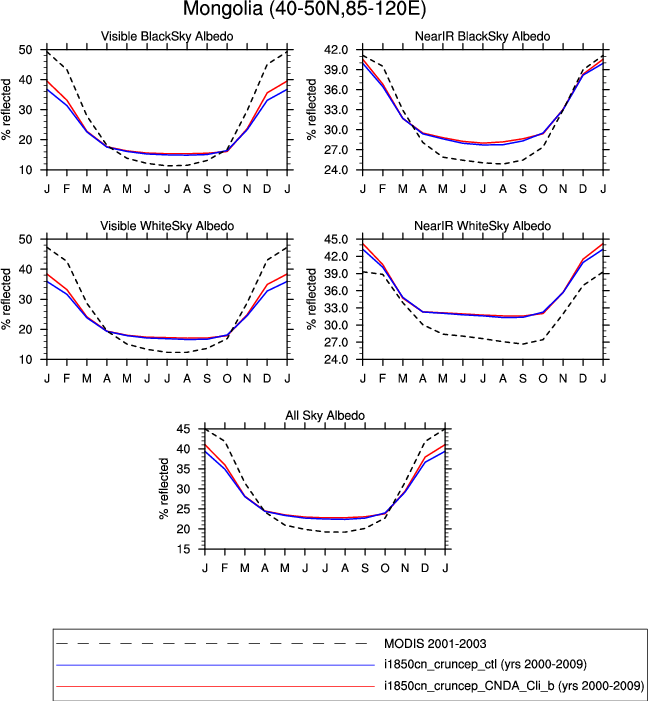 Mongolia (40-50N,85-120E)
Visible BlackSky Albedo
% reflected
50
40
30
20
10
J F M A M J J A S O N D J
NearIR BlackSky Albedo
42.0
39.0
36.0
33.0
30.0
27.0
24.0
J F M A M J J A S O N D J
Visible WhiteSky Albedo
% reflected
50
40
30
20
10
J F M A M J J A S O N D J
NearIR WhiteSky Albedo
45.0
42.0
39.0
36.0
33.0
30.0
27.0
24.0
J F M A M J J A S O N D J
All Sky Albedo
% reflected
45
40
35
30
25
20
15
J F M A M J J A S O N D J
MODIS 2001-2003
i1850cn_cruncep_ctl (yrs 2000-2009)
i1850cn_cruncep_CNDA_Cli_b (yrs 2000-2009)